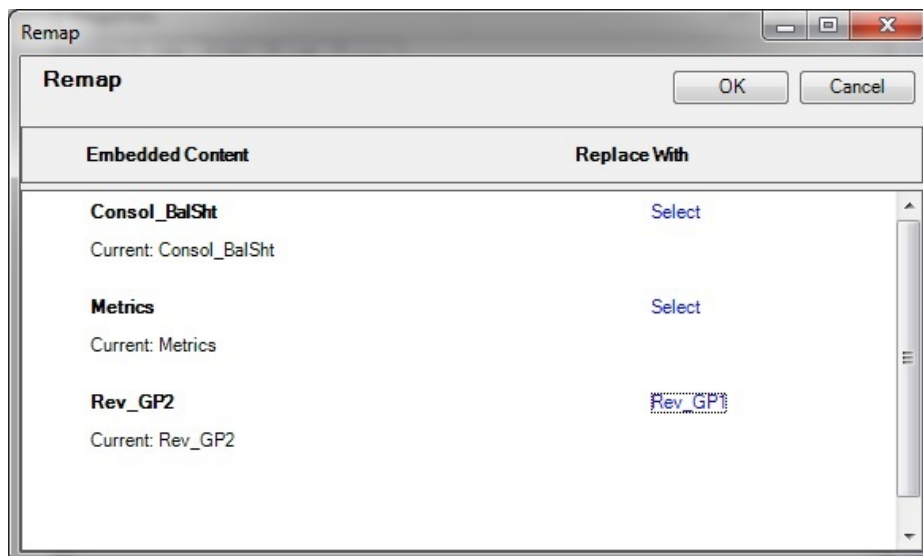 Remap
Remap
OK Cancel
Embedded Content Replace With
Consol_BalSht Select
Current: Consol_BalSht
Metrics Select
Current: Metrics
Rev_GP2 Rev_GP1
Current: Rev_GP2